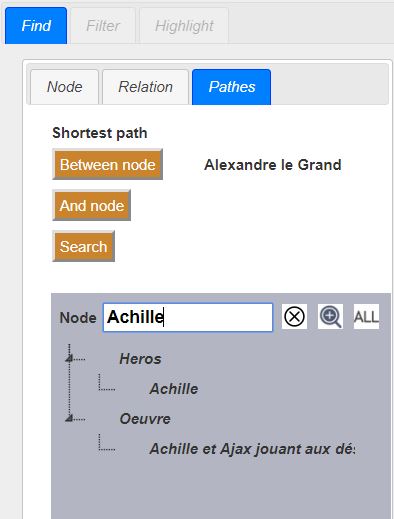 Find Filter Highlight
Node Relation Pathes
Shortest path
Between node Alexandre le Grand
And node
Search
Node Achille ALL
Heros
Achille
Oeuvre
Achille et Ajax jouant aux dés